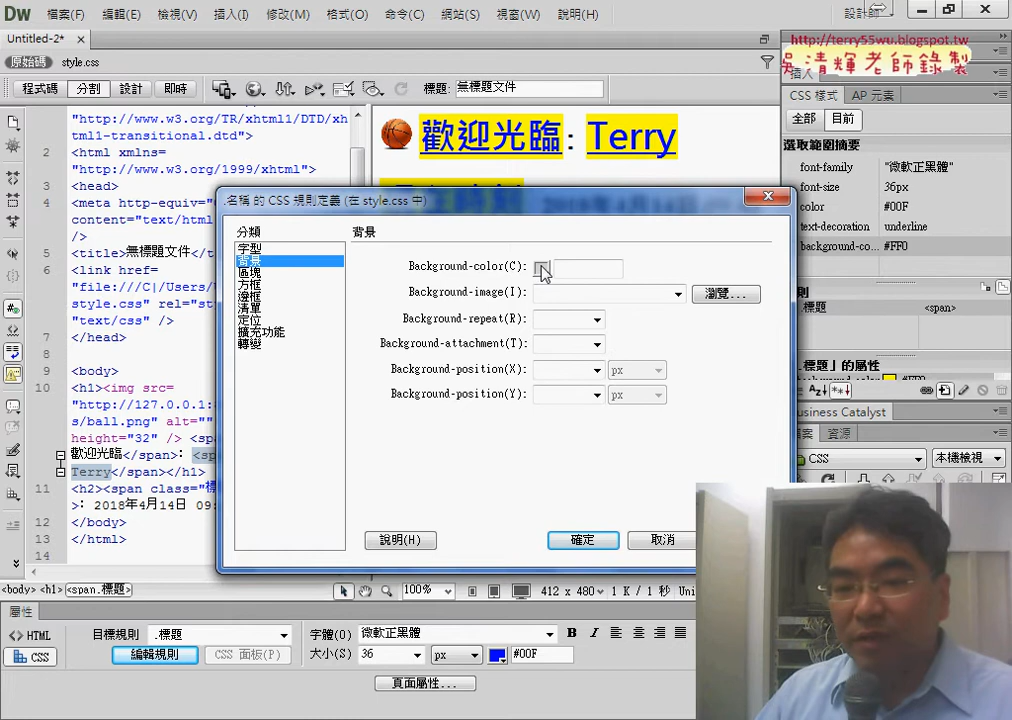 Dw 檔案(F) 編輯(E) 檢視(V) 插入(I) 修改(M) 格式(O) 命令(C) 網站(S) 視窗(W) 說明(H) 設計師
Untitled-2*
http://terry55wu.blogspot.tw
吳清輝老師錄製
原始碼 style.css
插入
程式碼 分割 設計 即時 標題: 無標題文件
CSS 樣式 AP 元素
全部 目前
選取範圍摘要
font-family "微軟正黑體"
font-size 36px
color #00F
text-decoration underline
background-co... #FF0
"http://www.w3.org/TR/xhtml1/DTD/xh
tml1-transitional.dtd">
2 <html xmlns=
"http://www.w3.org/1999/xhtml">
3 <head>
4 <meta http-equiv=
content="text/html
/>
5 <title>無標題文件</t
6 <link href=
"file:///C|/Users/
style.css" rel="st
"text/css" />
7 </head>
8
9 <body>
10 <h1><img src=
"http://127.0.0.1:
s/ball.png" alt=""
height="32" /> <sp
歡迎光臨</span>: <sp
Terry</span></h1>
11 <h2><span class="標
>: 2018年4月14日 09
12 </body>
13 </html>
14
歡迎光臨: Terry
.名稱 的 CSS 規則定義 (在 style.css 中)
分類
字型
背景
區塊
方框
邊框
清單
定位
擴充功能
轉變
背景
Background-color(C):
Background-image(I): 瀏覽...
Background-repeat(R):
Background-attachment(T):
Background-position(X): px
Background-position(Y): px
說明(H) 確定 取消
.標題 <span>
.標題」的屬性
Business Catalyst
檔案 資源
CSS 本機檢視
<body> <h1> <span.標題>
100% 412 x 480 1 K / 1 秒 Uni
屬性
<> HTML 目標規則 .標題 字體(O) 微軟正黑體 B I
CSS 編輯規則 CSS 面板(P) 大小(S) 36 px #00F
頁面屬性...